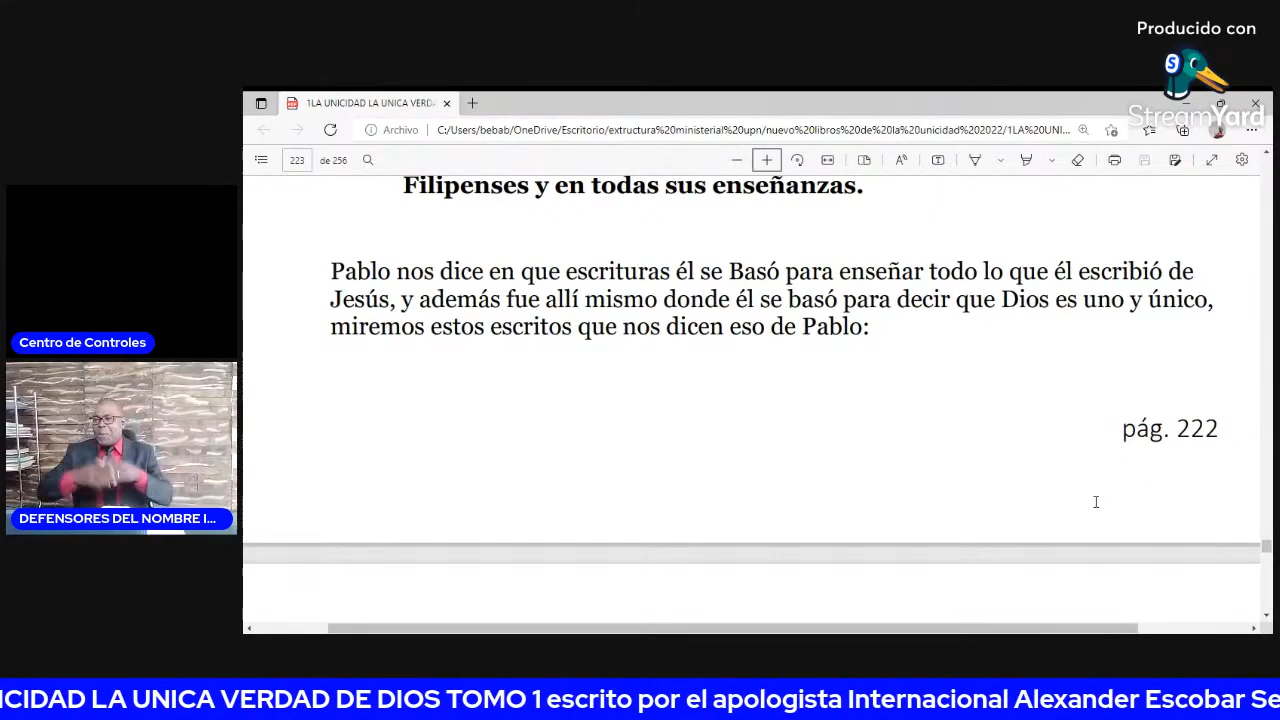 Producido con
StreamYard
1LA UNICIDAD LA UNICA VERDA
Archivo
C:/Users/bebab/OneDrive/Escritorio/extructura%20ministerial%20upn/nuevo%20libros%20de%20la%20unicidad%202022/1LA%20UNI...
223 de 256
Filipenses y en todas sus enseñanzas.
Pablo nos dice en que escrituras él se Basó para enseñar todo lo que él escribió de
Jesús, y además fue allí mismo donde él se basó para decir que Dios es uno y único,
miremos estos escritos que nos dicen eso de Pablo:
pág. 222
Centro de Controles
DEFENSORES DEL NOMBRE I...
ICIDAD LA UNICA VERDAD DE DIOS TOMO 1 escrito por el apologista Internacional Alexander Escobar Se